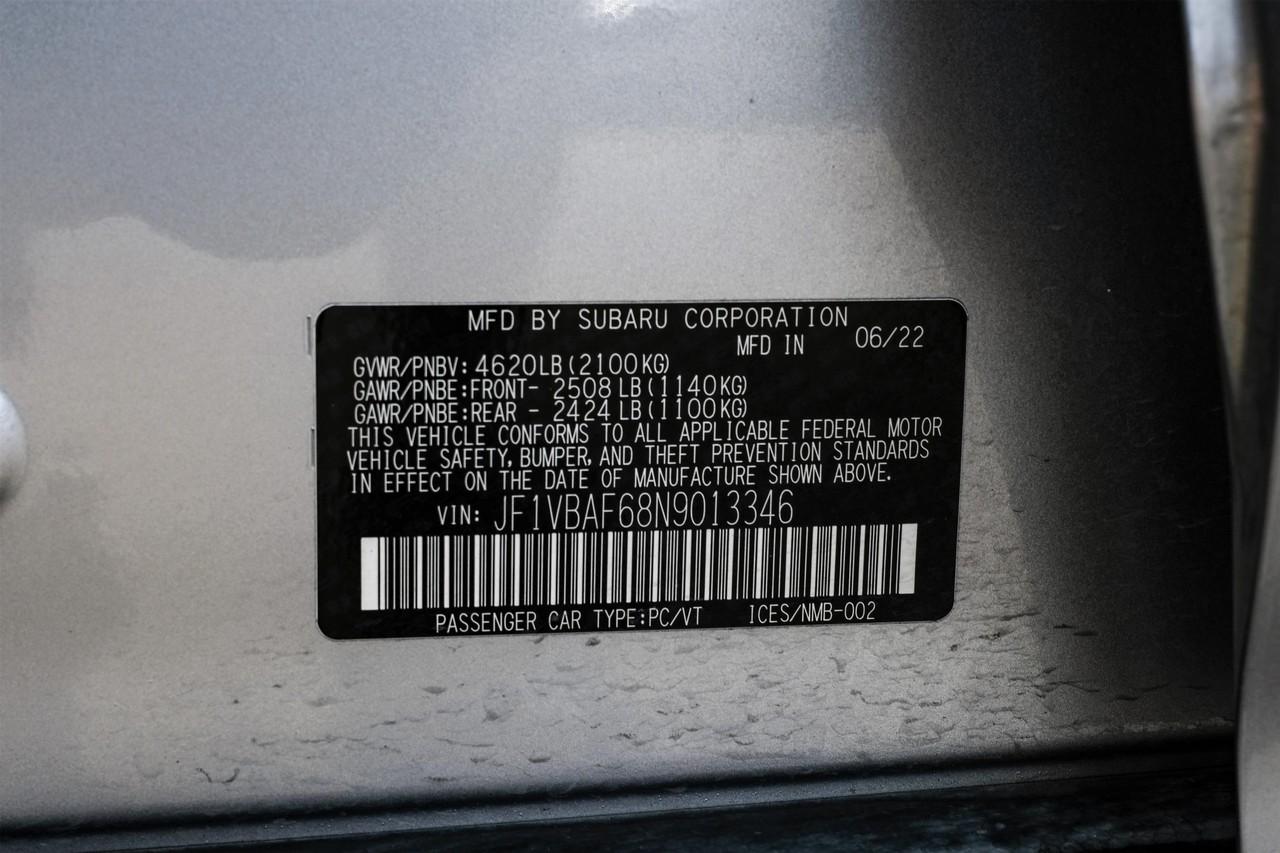 MFD BY SUBARU CORPORATION
MFD IN 06/22
GVWR/PNBV: 4620LB(2100KG)
GAWR/PNBE:FRONT- 2508 LB(1140KG)
GAWR/PNBE:REAR - 2424 LB(1100KG)
THIS VEHICLE CONFORMS TO ALL APPLICABLE FEDERAL MOTOR
VEHICLE SAFETY, BUMPER, AND THEFT PREVENTION STANDARDS
IN EFFECT ON THE DATE OF MANUFACTURE SHOWN ABOVE.
VIN: JF1VBAF68N9013346
PASSENGER CAR TYPE:PC/VT ICES/NMB-002